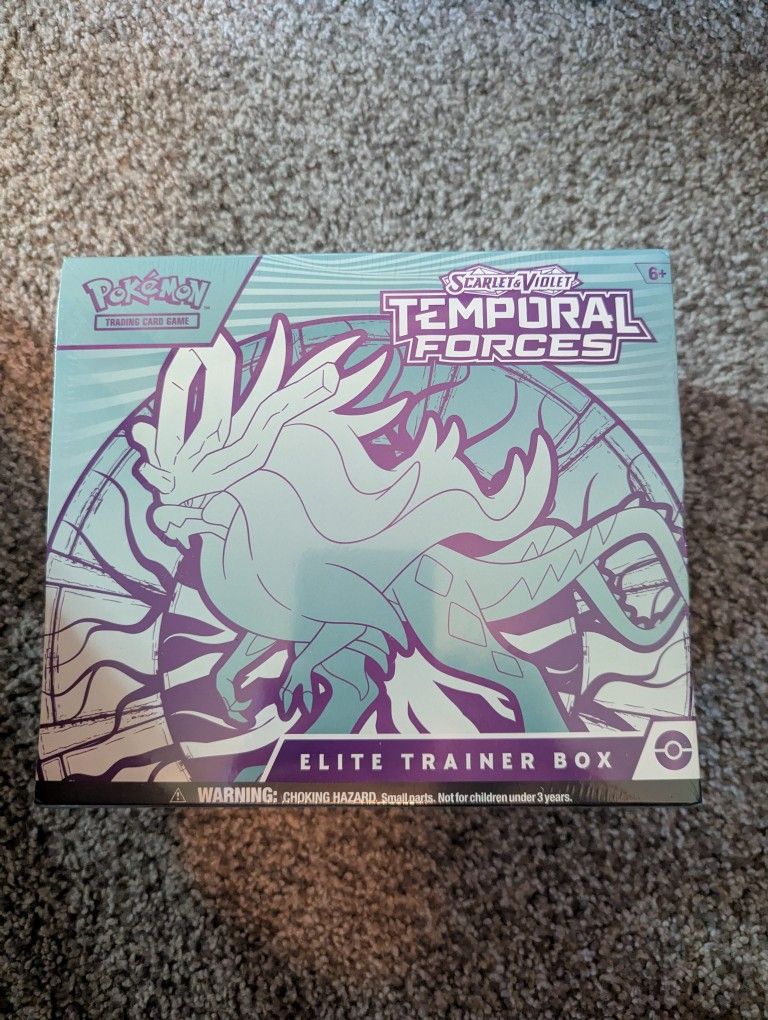 POKéMON
TRADING CARD GAME
SCARLET & VIOLET
TEMPORAL
FORCES
6+
ELITE TRAINER BOX
WARNING: CHOKING HAZARD. Small parts. Not for children under 3 years.